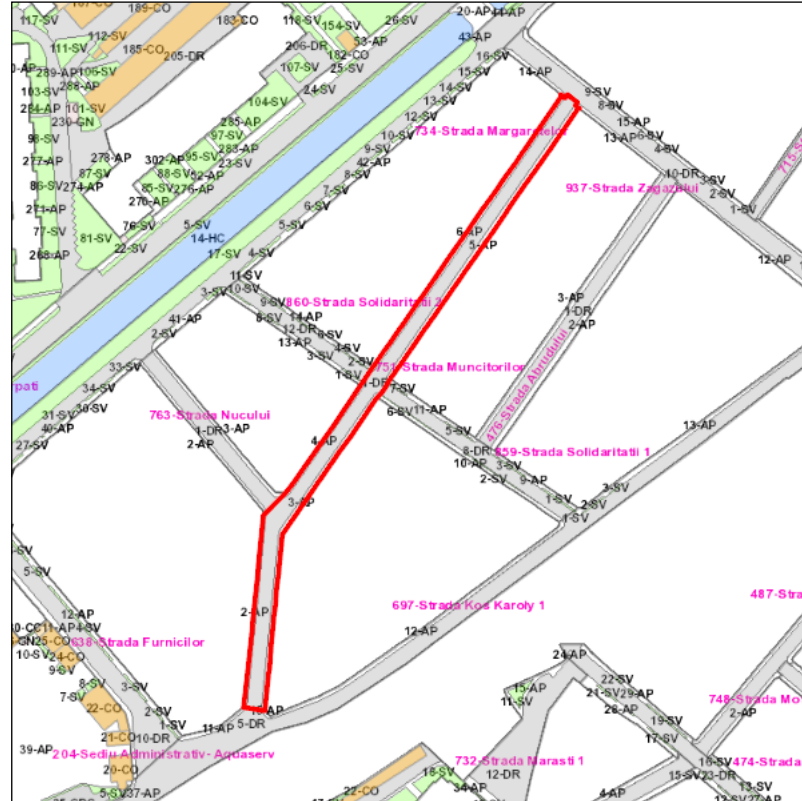 117-SV
107-CO
189-CO
183-CO
118-SV
154-SV
26-SV
20-AP
44-AP
112-SV
111-SV
185-CO
205-DR
206-DR
53-AP
182-CO
43-AP
16-SV
289-AP
106-SV
288-AP
107-SV
25-SV
15-SV
14-AP
103-SV
101-SV
104-SV
24-SV
14-SV
9-SV
230-GN
285-AP
13-SV
8-SV
98-SV
97-SV
12-SV
734-Strada Margaretelor
15-AP
13-AP
6-SV
283-AP
10-SV
4-SV
277-AP
278-AP
302-AP
95-SV
23-SV
9-SV
42-AP
87-SV
88-SV
8-SV
40-DR
3-SV
86-SV
274-AP
85-SV
276-AP
7-SV
937-Strada Zagazului
2-SV
271-AP
270-AP
6-SV
1-SV
77-SV
76-SV
5-SV
5-SV
6-AP
81-SV
22-SV
14-HC
5-AP
268-AP
17-SV
4-SV
12-AP
11-SV
3-SV
10-SV
9-SV
860-Strada Solidaritatii 2
3-AP
8-SV
14-AP
1-DR
41-AP
12-DR
2-AP
2-SV
13-AP
4-SV
3-SV
2-SV
476-Strada Abrudului
33-SV
1-SV
751-Strada Muncitorilor
34-SV
7-SV
31-SV
30-SV
763-Strada Nucului
6-SV
11-AP
40-AP
1-DR
3-AP
5-SV
13-AP
27-SV
2-AP
4-AP
8-DR
859-Strada Solidaritatii 1
10-AP
3-SV
2-SV
9-AP
3-SV
3-AP
1-SV
2-SV
1-SV
5-SV
487-Stra
697-Strada Kos Karoly 1
12-AP
2-AP
12-AP
11-AP
4-SV
638-Strada Furnicilor
25-CO
10-SV
24-CO
9-SV
24-AP
8-SV
3-SV
22-SV
7-SV
15-AP
21-SV
29-AP
22-CO
2-SV
11-SV
28-AP
2-AP
1-SV
11-AP
5-DR
19-SV
21-CO
10-DR
17-SV
39-AP
204-Sediu Administrativ- Aquaserv
732-Strada Marasti 1
16-SV
20-CO
18-SV
12-DR
15-SV
23-DR
5-SV
37-AP
22-CO
34-AP
4-AP
13-SV